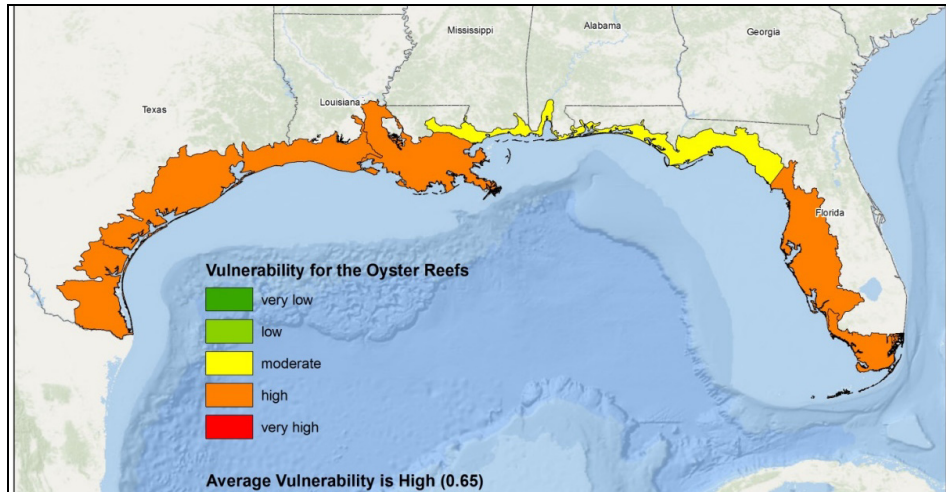 Mississippi
Alabama
Georgia
Texas
Louisiana
Florida
Vulnerability for the Oyster Reefs
very low
low
moderate
high
very high
Average Vulnerability is High (0.65)